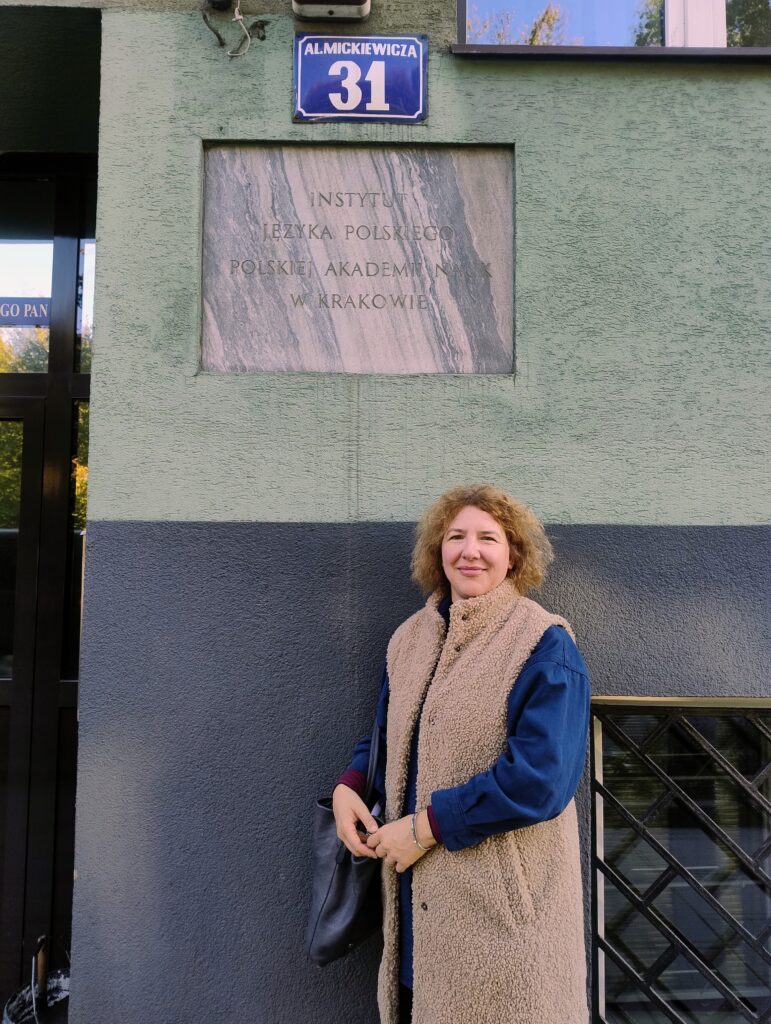 AL.MICKIEWICZA
31
INSTYTUT
JĘZYKA POLSKIEGO
POLSKIEJ AKADEMII NAUK
W KRAKOWIE
GO PAN